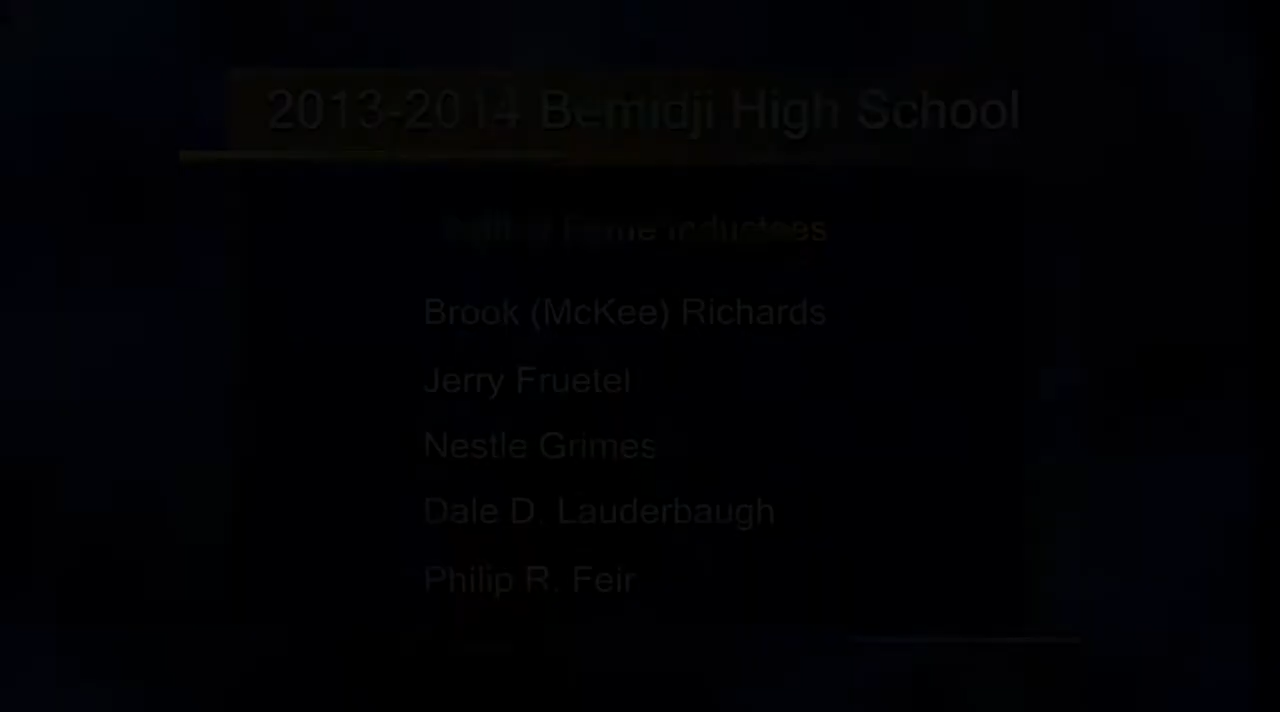 2013-2014 Bemidji High School
Hall of Fame Inductees
Brook (McKee) Richards
Jerry Fruetel
Nestle Grimes
Dale D. Lauderbaugh
Philip R. Feir